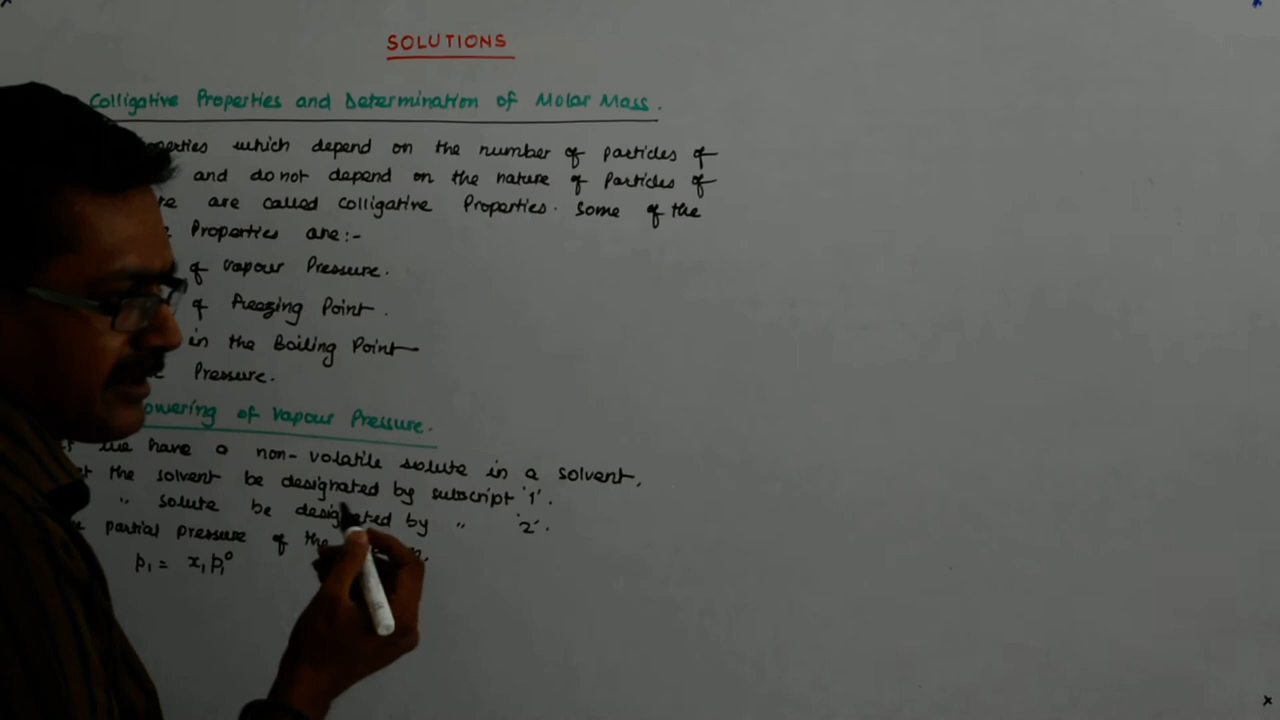 SOLUTIONS
Colligative Properties and Determination of Molar Mass.
which depend on the number of particles of
and do not depend on the nature of Particles of
are called Colligative Properties. Some of the
Properties are:-
of Vapour Pressure.
of Freezing Point.
in the Boiling Point
Pressure.
of Vapour Pressure.
we have a non-volatile solute in a solvent,
the solvent be designated by subscript '1'.
" solute be designated by " '2'.
partial pressure of the
p₁ = x₁p₁⁰